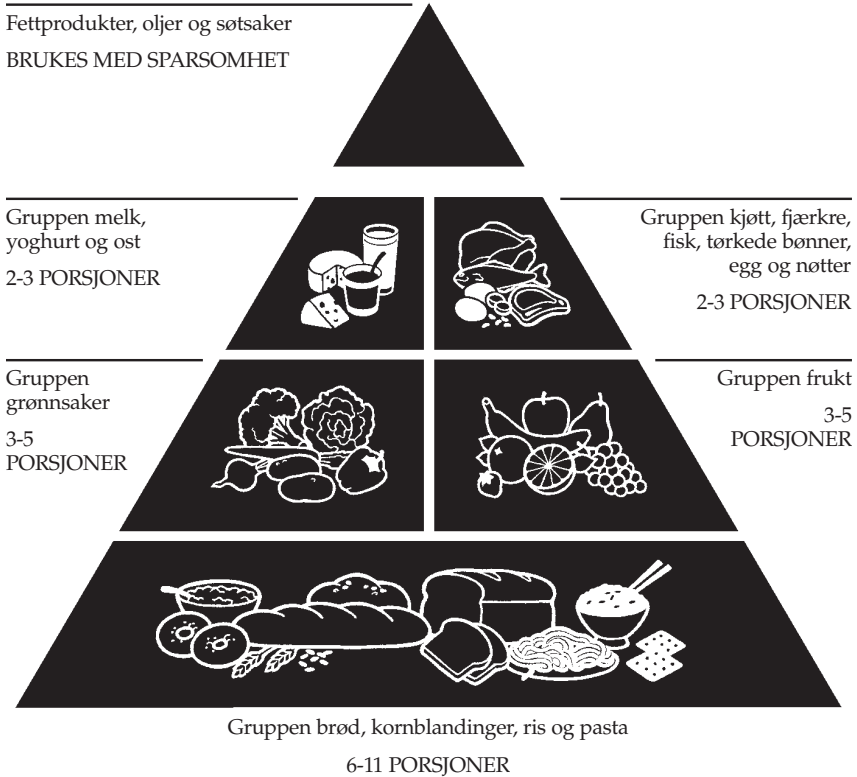 Fettprodukter, oljer og søtsaker
BRUKES MED SPARSOMHET
Gruppen melk,
yoghurt og ost
2-3 PORSJONER
Gruppen kjøtt, fjærkre,
fisk, tørkede bønner,
egg og nøtter
2-3 PORSJONER
Gruppen
grønnsaker
3-5
PORSJONER
Gruppen frukt
3-5
PORSJONER
Gruppen brød, kornblandinger, ris og pasta
6-11 PORSJONER